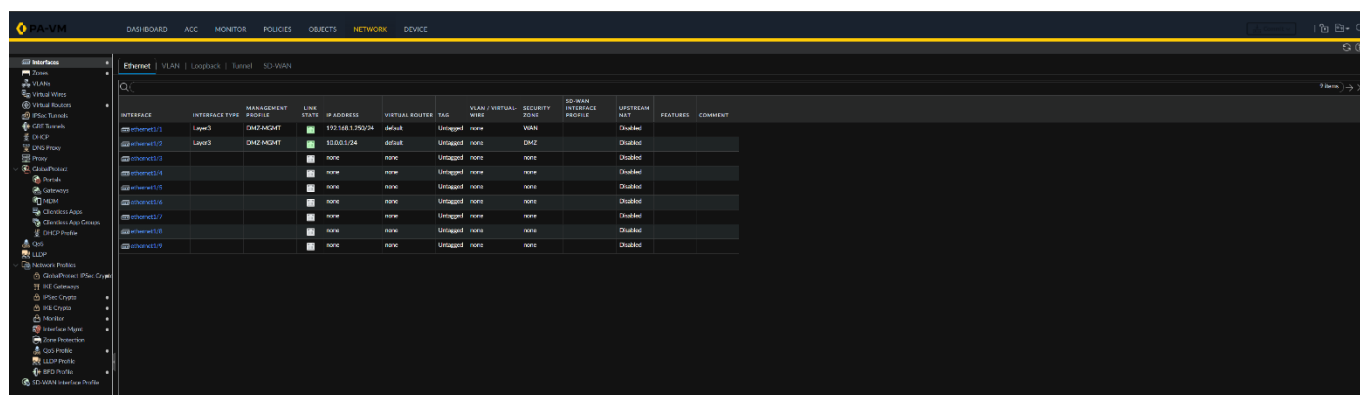 PA-VM
DASHBOARD ACC MONITOR POLICIES OBJECTS NETWORK DEVICE
Interfaces
Zones
VLANs
Virtual Wires
Virtual Routers
IPSec Tunnels
GRE Tunnels
DHCP
DNS Proxy
Proxy
GlobalProtect
Portals
Gateways
MDM
Clientless Apps
Clientless App Groups
DHCP Profile
QoS
LLDP
Network Profiles
GlobalProtect IPSec Crypto
IKE Gateways
IPSec Crypto
IKE Crypto
Monitor
Interface Mgmt
Zone Protection
QoS Profile
LLDP Profile
BFD Profile
SD-WAN Interface Profile
Ethernet | VLAN | Loopback | Tunnel SD-WAN
9 items
INTERFACE INTERFACE TYPE MANAGEMENT PROFILE LINK STATE IP ADDRESS VIRTUAL ROUTER TAG VLAN / VIRTUAL-WIRE SECURITY ZONE SD-WAN INTERFACE PROFILE UPSTREAM NAT FEATURES COMMENT
ethernet1/1 Layer3 DMZ-MGMT 192.168.1.250/24 default Untagged none WAN Disabled
ethernet1/2 Layer3 DMZ-MGMT 10.0.0.1/24 default Untagged none DMZ Disabled
ethernet1/3 none none Untagged none none Disabled
ethernet1/4 none none Untagged none none Disabled
ethernet1/5 none none Untagged none none Disabled
ethernet1/6 none none Untagged none none Disabled
ethernet1/7 none none Untagged none none Disabled
ethernet1/8 none none Untagged none none Disabled
ethernet1/9 none none Untagged none none Disabled